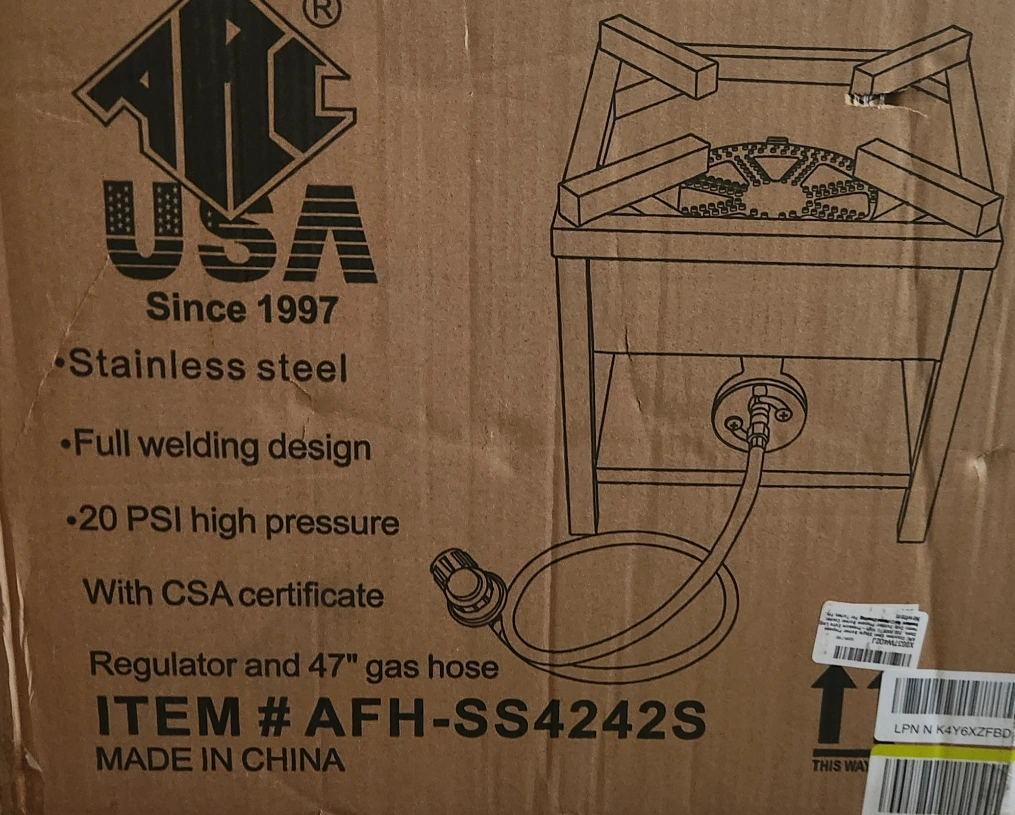 ARC ®
USA
Since 1997
•Stainless steel
•Full welding design
•20 PSI high pressure
With CSA certificate
Regulator and 47" gas hose
ITEM # AFH-SS4242S
MADE IN CHINA
THIS WAY
LPN N K4Y6XZFBD